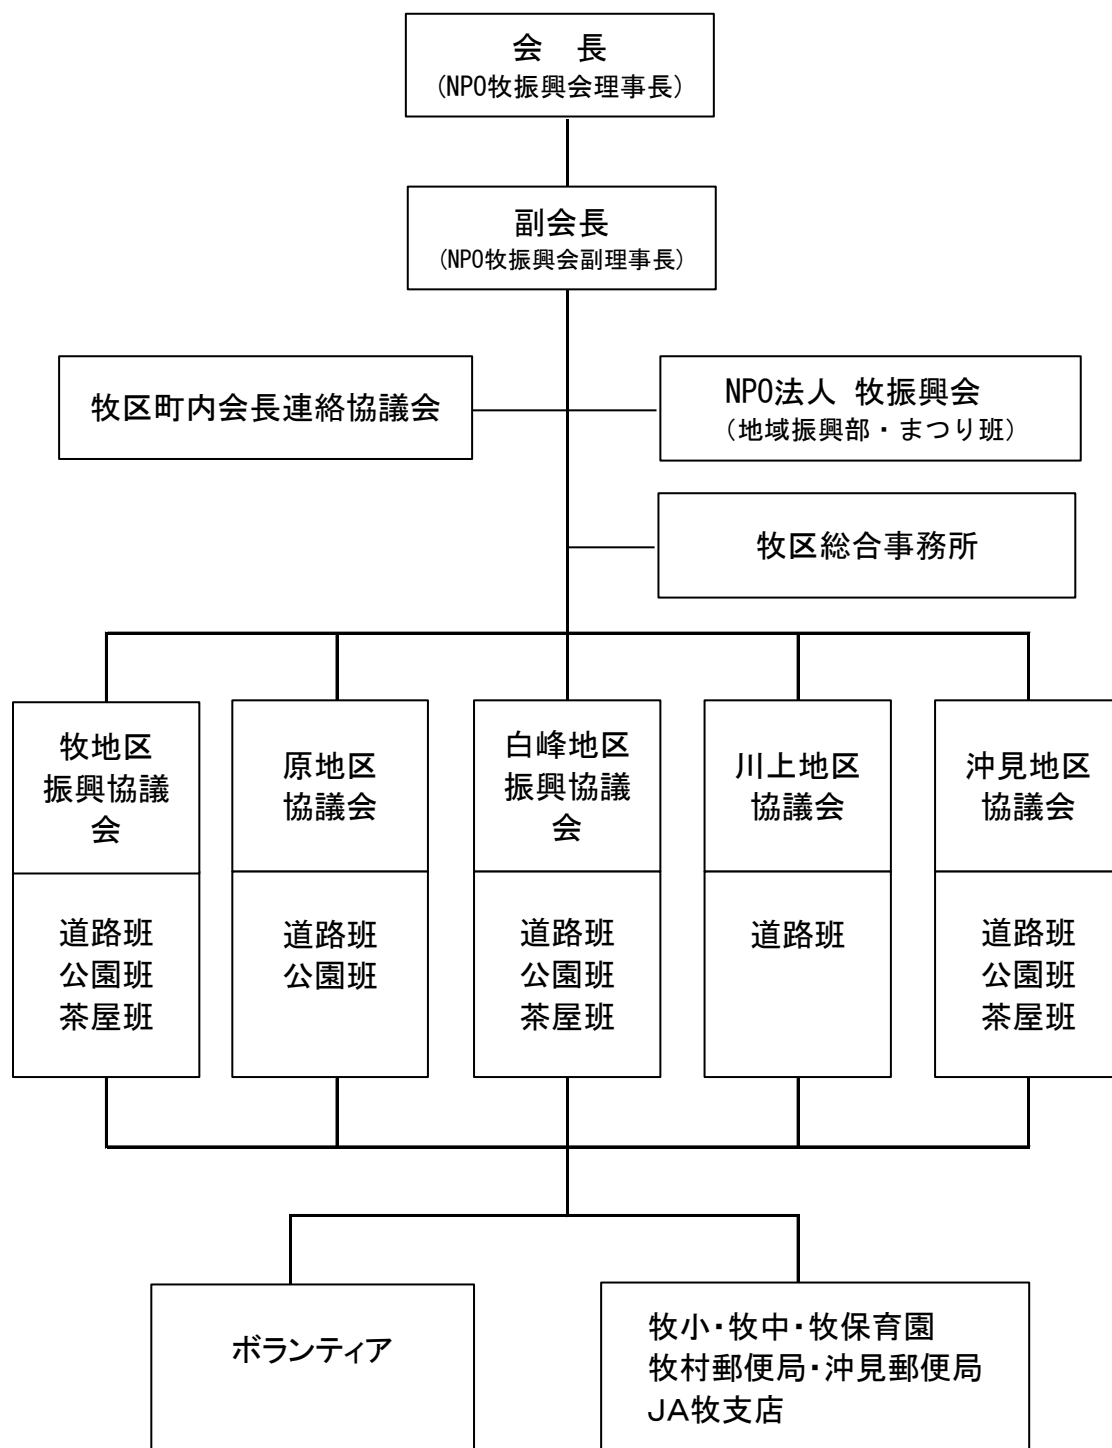 会　長
(NPO牧振興会理事長)
副会長
(NPO牧振興会副理事長)
牧区町内会長連絡協議会
NPO法人 牧振興会
（地域振興部・まつり班）
牧区総合事務所
牧地区
振興協議
会
原地区
協議会
白峰地区
振興協議
会
川上地区
協議会
沖見地区
協議会
道路班
公園班
茶屋班
道路班
公園班
道路班
公園班
茶屋班
道路班
道路班
公園班
茶屋班
ボランティア
牧小・牧中・牧保育園
牧村郵便局・沖見郵便局
JA牧支店